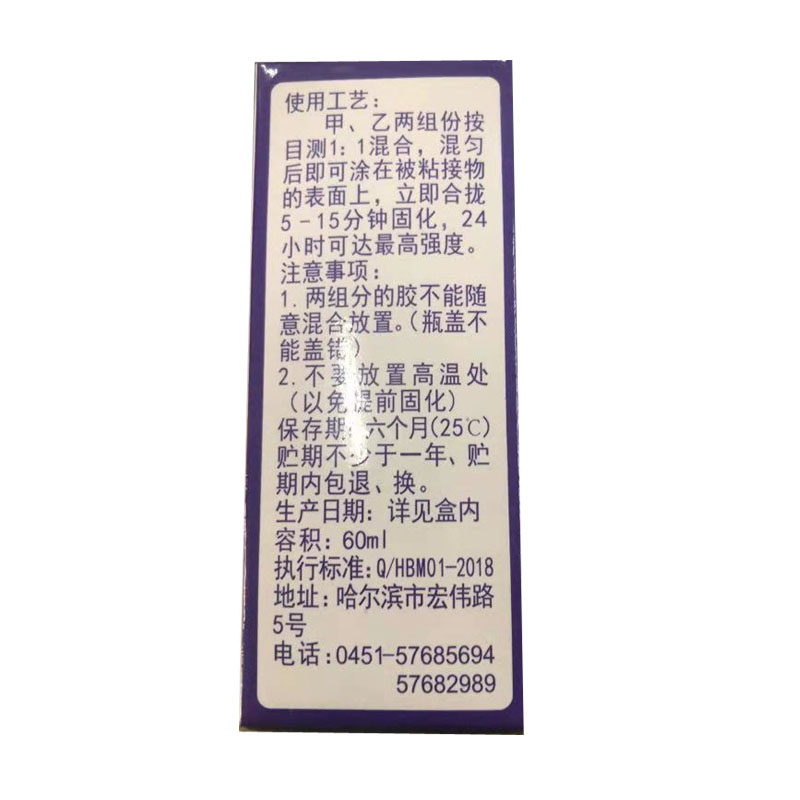 使用工艺:
甲、乙两组份按
目测1:1混合,混匀
后即可涂在被粘接物
的表面上,立即合拢
5-15分钟固化,24
小时可达最高强度。
注意事项:
1.两组分的胶不能随
意混合放置。(瓶盖不
能盖错)
2.不要放置高温处
(以免提前固化)
保存期:六个月(25℃)
贮期不少于一年、贮
期内包退、换。
生产日期: 详见盒内
容积: 60ml
执行标准:Q/HBM01-2018
地址:哈尔滨市宏伟路
5号
电话:0451-57685694
57682989